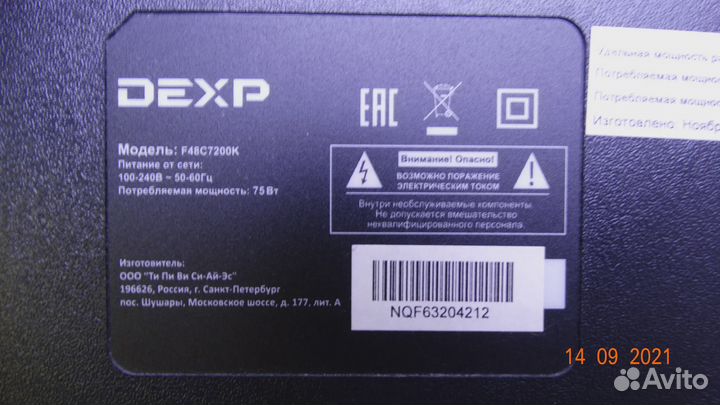 DEXP
EAC
Модель: F48C7200K
Питание от сети:
100-240В ~ 50-60Гц
Потребляемая мощность: 75 Вт
Внимание! Опасно!
ВОЗМОЖНО ПОРАЖЕНИЕ
ЭЛЕКТРИЧЕСКИМ ТОКОМ
Внутри необслуживаемые компоненты.
Не допускается вмешательство
неквалифицированного персонала.
Изготовитель:
ООО "Ти Пи Ви Си-Ай-Эс"
196626, Россия, г. Санкт-Петербург
пос. Шушары, Московское шоссе, д. 177, лит. А
NQF63204212
Удельная мощность
Потребляемая
Потребляемая
Изготовлено:
14 09 2021
Avito